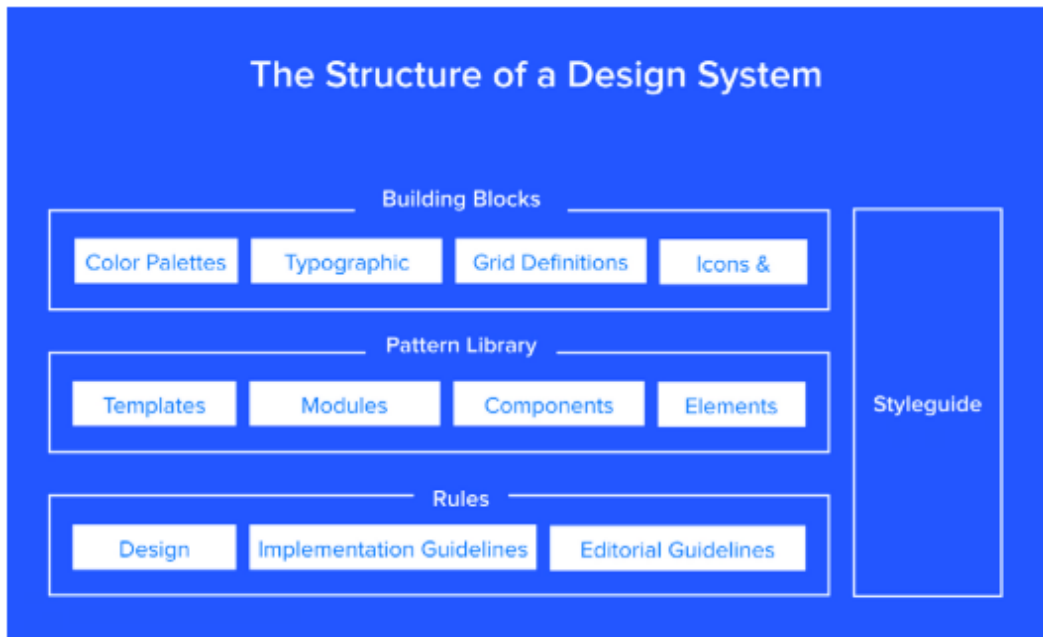 The Structure of a Design System
Building Blocks
Color Palettes
Typographic
Grid Definitions
Icons &
Pattern Library
Templates
Modules
Components
Elements
Rules
Design
Implementation Guidelines
Editorial Guidelines
Styleguide